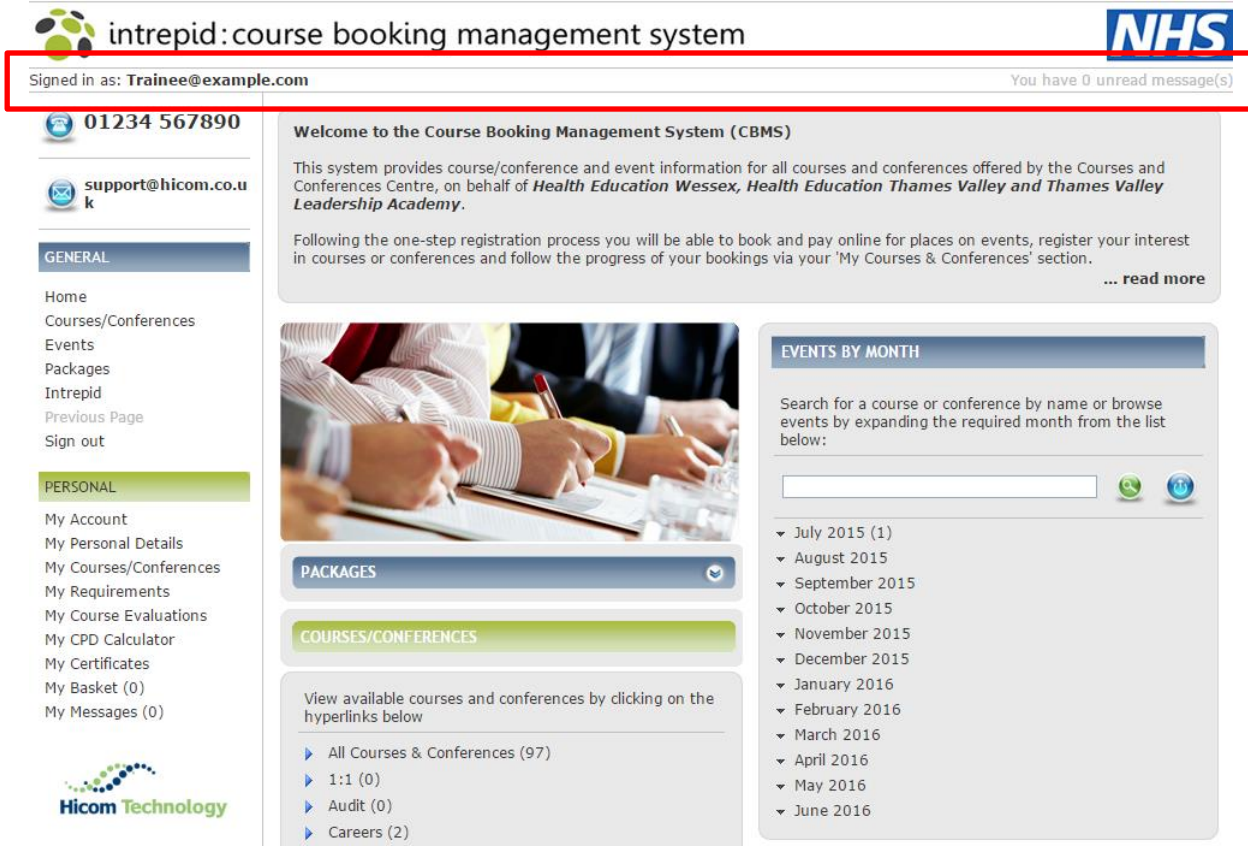 intrepid:course booking management system
NHS
Signed in as: Trainee@example.com
You have 0 unread message(s)
01234 567890
support@hicom.co.u
k
GENERAL
Home
Courses/Conferences
Events
Packages
Intrepid
Previous Page
Sign out
PERSONAL
My Account
My Personal Details
My Courses/Conferences
My Requirements
My Course Evaluations
My CPD Calculator
My Certificates
My Basket (0)
My Messages (0)
Hicom Technology
Welcome to the Course Booking Management System (CBMS)
This system provides course/conference and event information for all courses and conferences offered by the Courses and
Conferences Centre, on behalf of Health Education Wessex, Health Education Thames Valley and Thames Valley
Leadership Academy.
Following the one-step registration process you will be able to book and pay online for places on events, register your interest
in courses or conferences and follow the progress of your bookings via your 'My Courses & Conferences' section.
... read more
PACKAGES
COURSES/CONFERENCES
View available courses and conferences by clicking on the
hyperlinks below
All Courses & Conferences (97)
1:1 (0)
Audit (0)
Careers (2)
EVENTS BY MONTH
Search for a course or conference by name or browse
events by expanding the required month from the list
below:
July 2015 (1)
August 2015
September 2015
October 2015
November 2015
December 2015
January 2016
February 2016
March 2016
April 2016
May 2016
June 2016